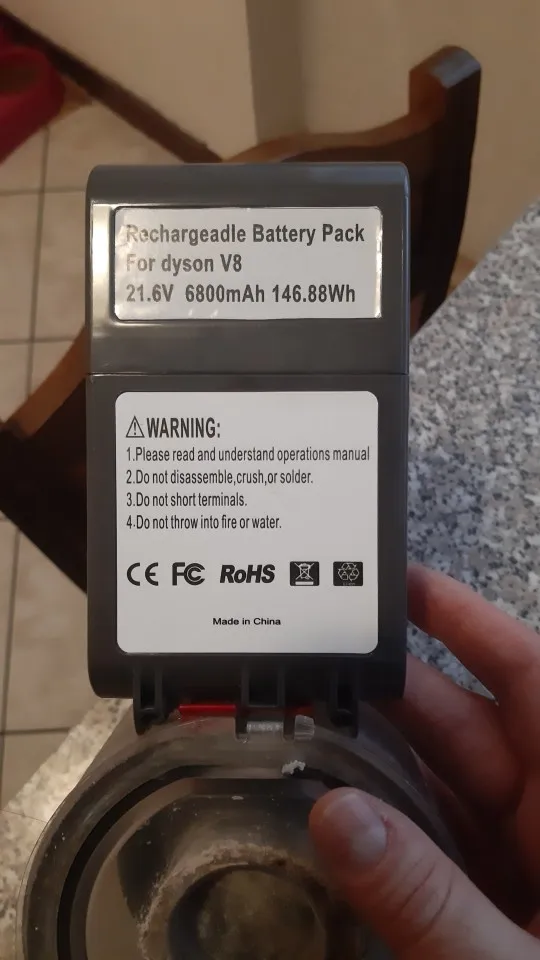 Rechargeadle Battery Pack
For dyson V8
21.6V 6800mAh 146.88Wh
⚠WARNING:
1.Please read and understand operations manual
2.Do not disassemble,crush,or solder.
3.Do not short terminals.
4.Do not throw into fire or water.
CE FC RoHS
Made in China